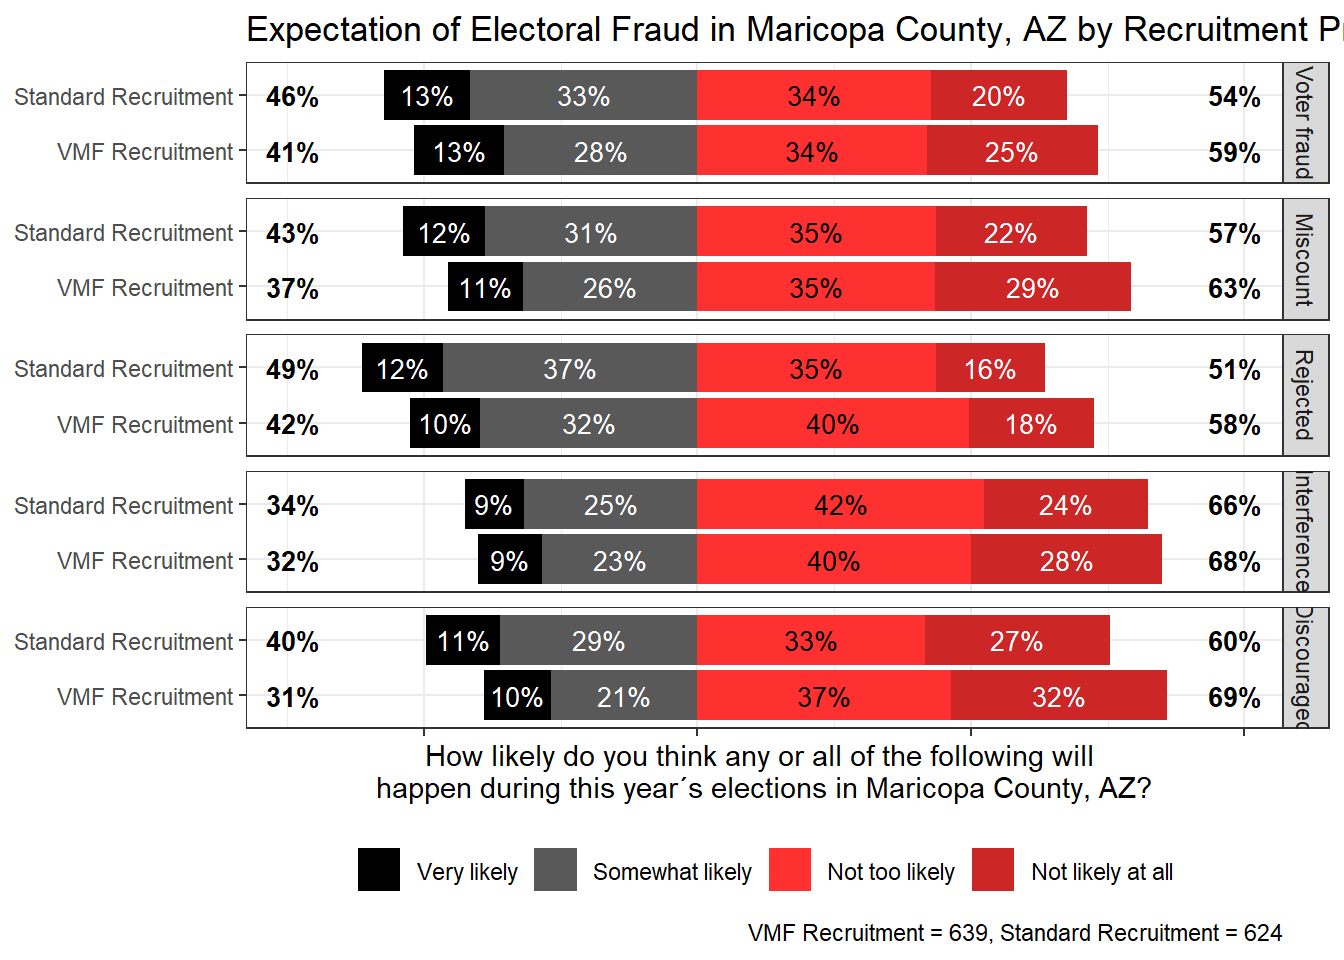 Expectation of Electoral Fraud in Maricopa County, AZ by Recruitment
Standard Recruitment 46% 13% 33% 34% 20% 54%
VMF Recruitment 41% 13% 28% 34% 25% 59%
Voter fraud
Standard Recruitment 43% 12% 31% 35% 22% 57%
VMF Recruitment 37% 11% 26% 35% 29% 63%
Miscount
Standard Recruitment 49% 12% 37% 35% 16% 51%
VMF Recruitment 42% 10% 32% 40% 18% 58%
Rejected
Standard Recruitment 34% 9% 25% 42% 24% 66%
VMF Recruitment 32% 9% 23% 40% 28% 68%
Interference
Standard Recruitment 40% 11% 29% 33% 27% 60%
VMF Recruitment 31% 10% 21% 37% 32% 69%
Discouraged
How likely do you think any or all of the following will
happen during this year´s elections in Maricopa County, AZ?
Very likely Somewhat likely Not too likely Not likely at all
VMF Recruitment = 639, Standard Recruitment = 624